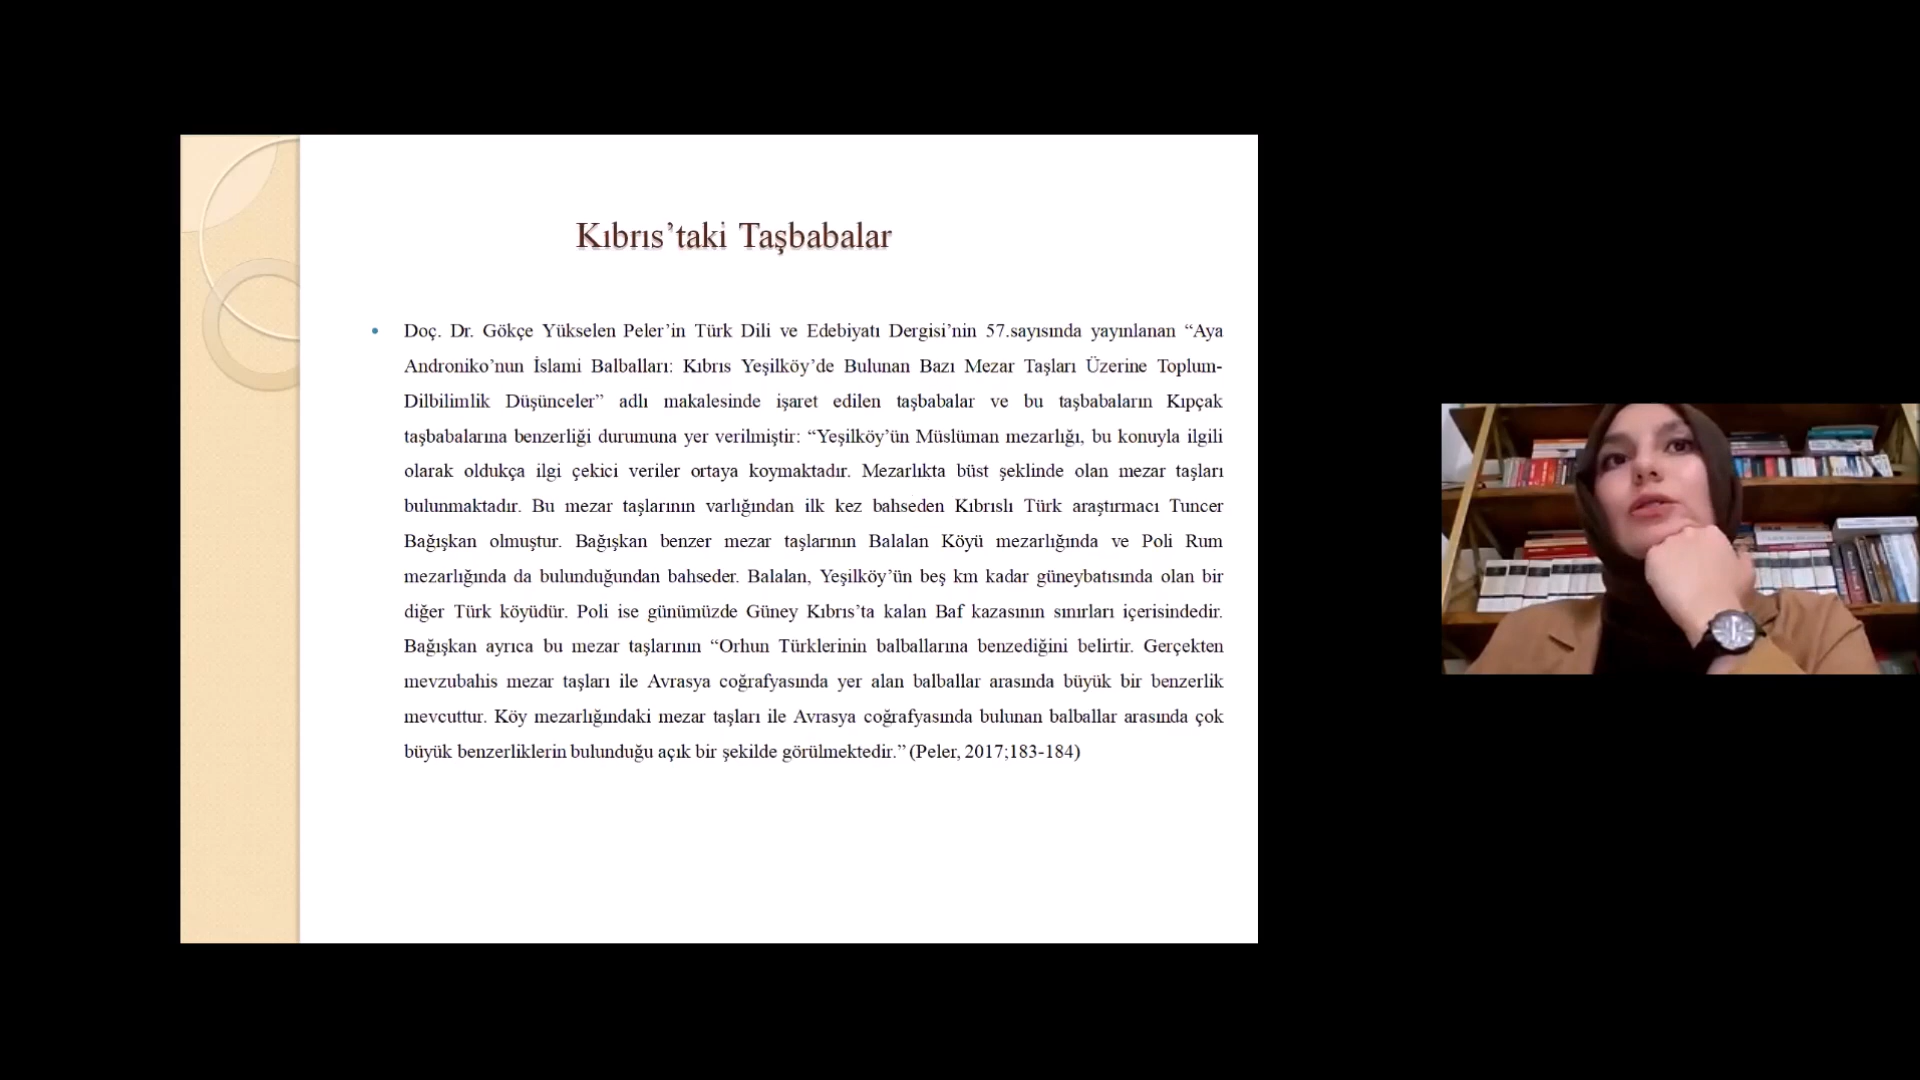 Kıbrıs’taki Taşbabalar
• Doç. Dr. Gökçe Yükselen Peler’in Türk Dili ve Edebiyatı Dergisi’nin 57.sayısında yayınlanan “Aya
Androniko’nun İslami Balbalları: Kıbrıs Yeşilköy’de Bulunan Bazı Mezar Taşları Üzerine Toplum-
Dilbilimlik Düşünceler” adlı makalesinde işaret edilen taşbabalar ve bu taşbabaların Kıpçak
taşbabalarına benzerliği durumuna yer verilmiştir: “Yeşilköy’ün Müslüman mezarlığı, bu konuyla ilgili
olarak oldukça ilgi çekici veriler ortaya koymaktadır. Mezarlıkta büst şeklinde olan mezar taşları
bulunmaktadır. Bu mezar taşlarının varlığından ilk kez bahseden Kıbrıslı Türk araştırmacı Tuncer
Bağışkan olmuştur. Bağışkan benzer mezar taşlarının Balalan Köyü mezarlığında ve Poli Rum
mezarlığında da bulunduğundan bahseder. Balalan, Yeşilköy’ün beş km kadar güneybatısında olan bir
diğer Türk köyüdür. Poli ise günümüzde Güney Kıbrıs’ta kalan Baf kazasının sınırları içerisindedir.
Bağışkan ayrıca bu mezar taşlarının “Orhun Türklerinin balballarına benzediğini belirtir. Gerçekten
mevzubahis mezar taşları ile Avrasya coğrafyasında yer alan balballar arasında büyük bir benzerlik
mevcuttur. Köy mezarlığındaki mezar taşları ile Avrasya coğrafyasında bulunan balballar arasında çok
büyük benzerliklerin bulunduğu açık bir şekilde görülmektedir.” (Peler, 2017;183-184)